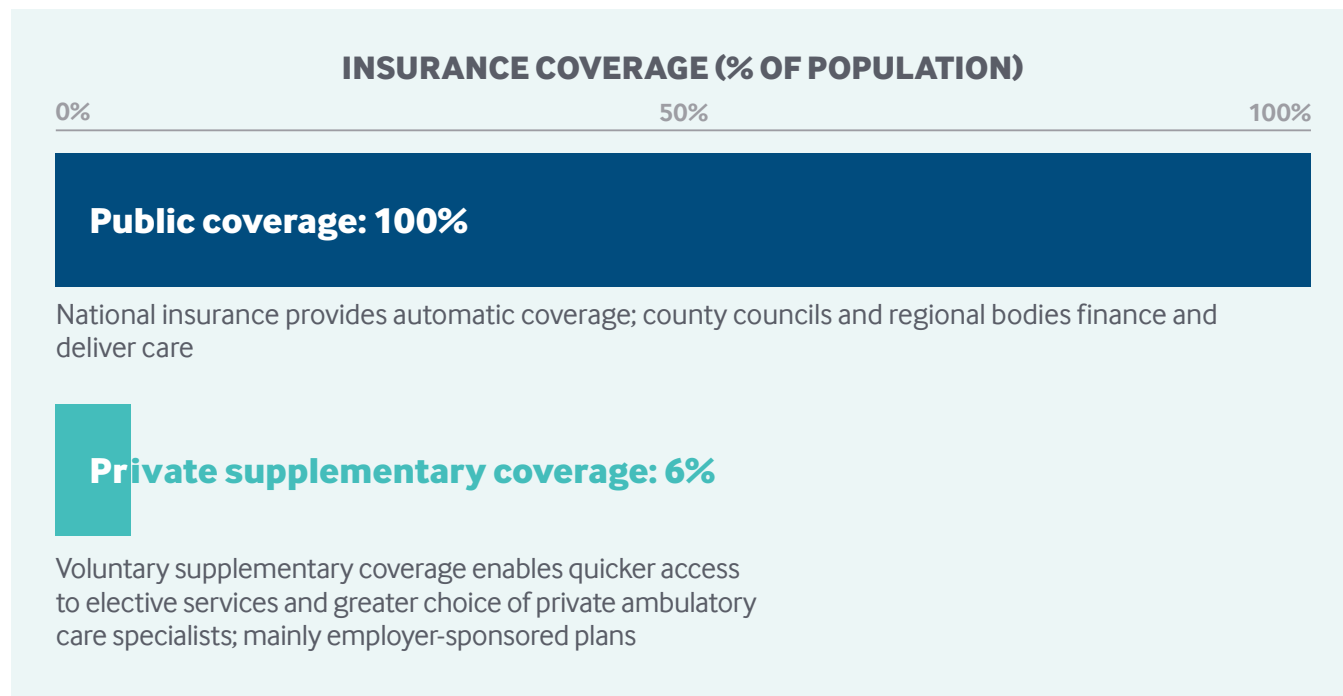 INSURANCE COVERAGE (% OF POPULATION)
0% 50% 100%
Public coverage: 100%
National insurance provides automatic coverage; county councils and regional bodies finance and
deliver care
Private supplementary coverage: 6%
Voluntary supplementary coverage enables quicker access
to elective services and greater choice of private ambulatory
care specialists; mainly employer-sponsored plans